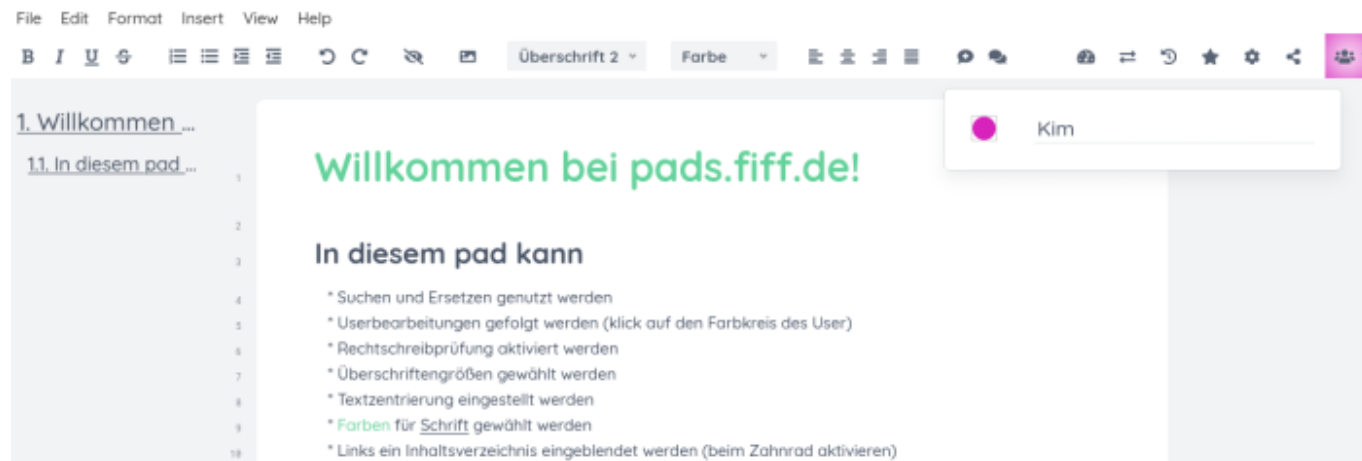 File Edit Format Insert View Help
B I U S Überschrift 2 Farbe
1. Willkommen ...
1.1. In diesem pad ...
Kim
1 Willkommen bei pads.fiff.de!
2
3 In diesem pad kann
4 * Suchen und Ersetzen genutzt werden
5 * Userbearbeitungen gefolgt werden (klick auf den Farbkreis des User)
6 * Rechtschreibprüfung aktiviert werden
7 * Überschriftengrößen gewählt werden
8 * Textzentrierung eingestellt werden
9 * Farben für Schrift gewählt werden
10 * Links ein Inhaltsverzeichnis eingeblendet werden (beim Zahnrad aktivieren)